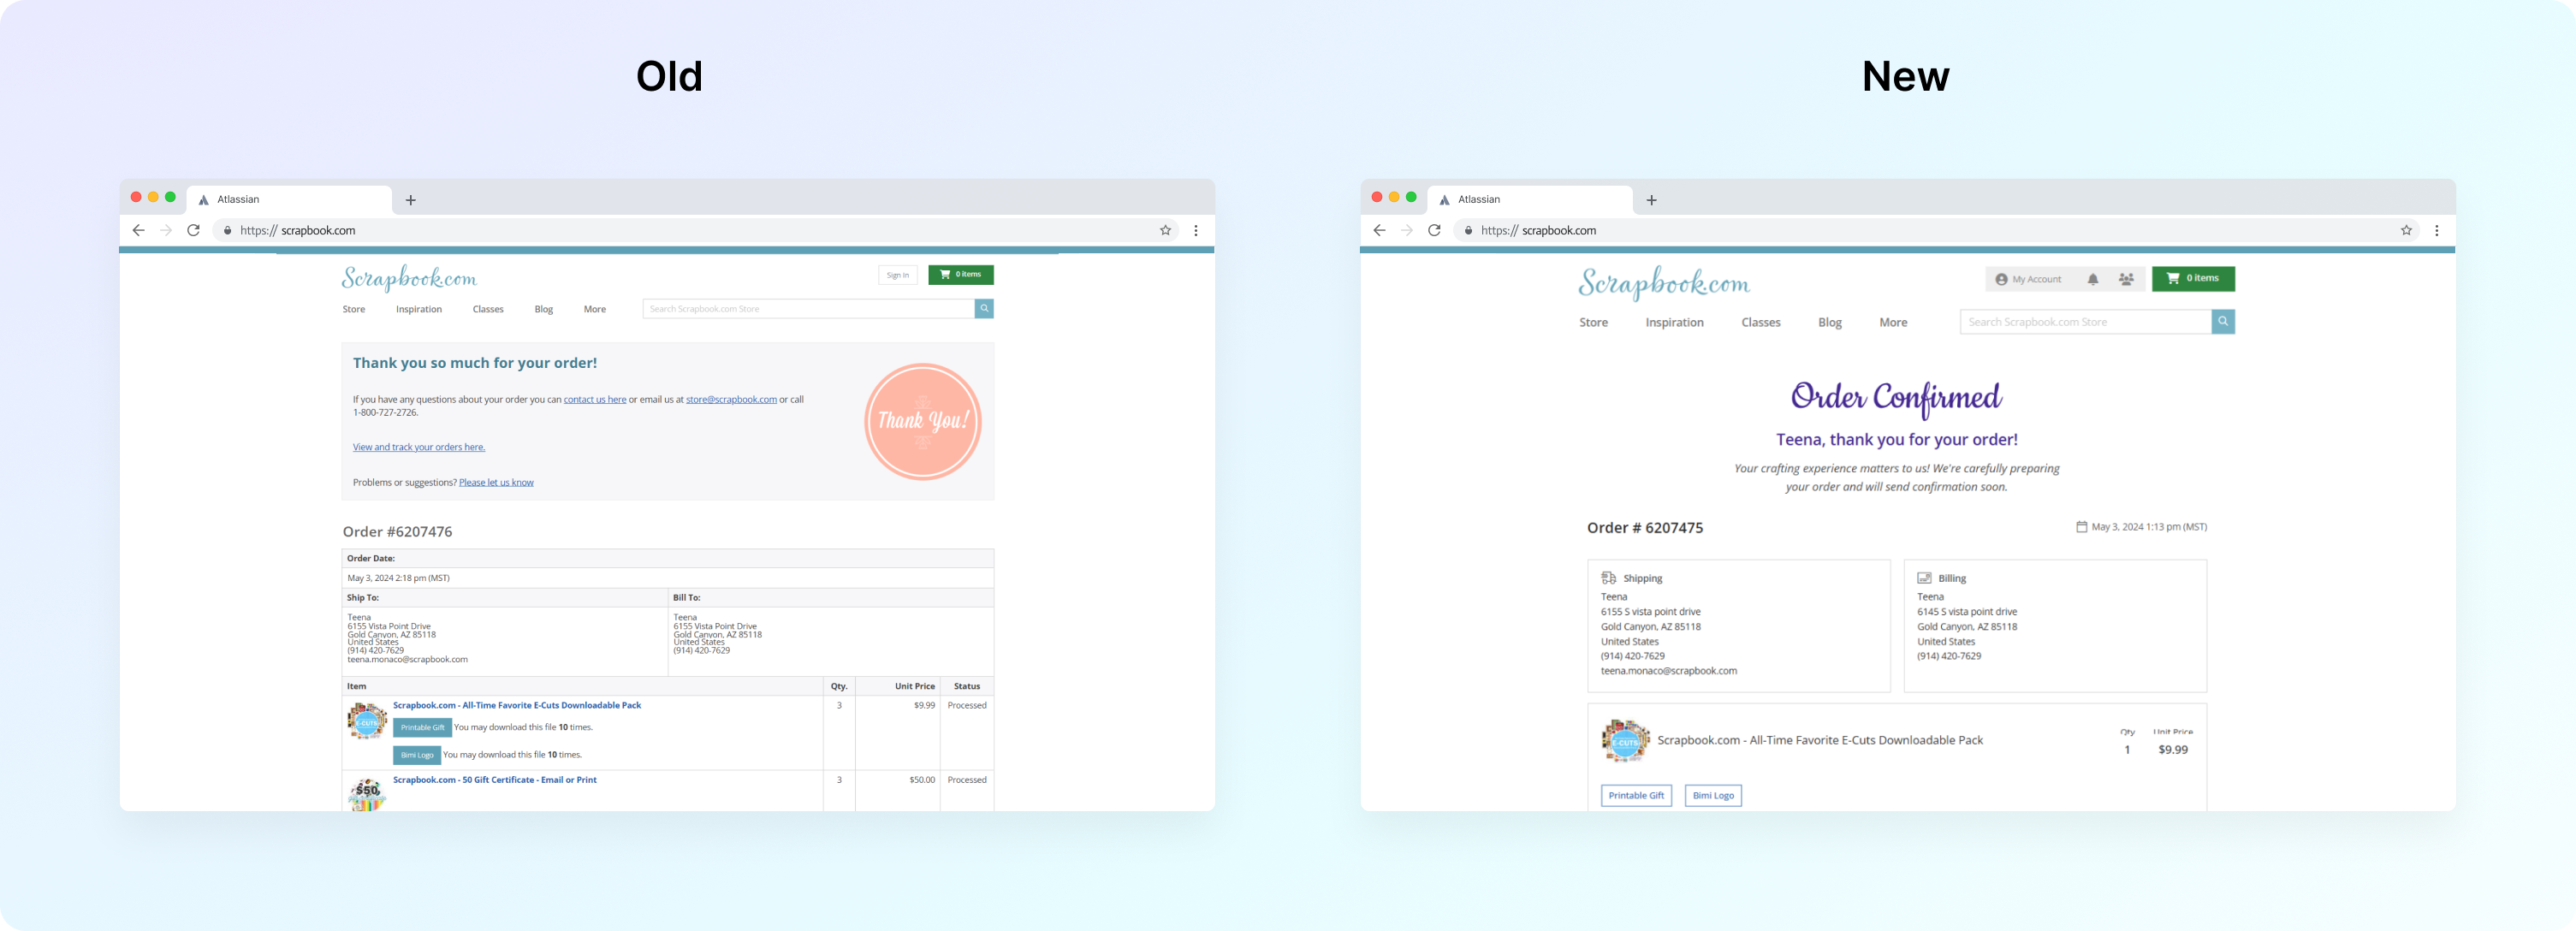 Old
Atlassian
https:// scrapbook.com
Scrapbook.com
Sign In
0 items
Store Inspiration Classes Blog More
Search Scrapbook.com Store
Thank you so much for your order!
If you have any questions about your order you can contact us here or email us at store@scrapbook.com or call
1-800-727-2726.
View and track your orders here.
Problems or suggestions? Please let us know
Thank You!
Order #6207476
Order Date:
May 3, 2024 2:18 pm (MST)
Ship To: Bill To:
Teena
6155 Vista Point Drive
Gold Canyon, AZ 85118
United States
(914) 420-7629
teena.monaco@scrapbook.com
Teena
6155 Vista Point Drive
Gold Canyon, AZ 85118
United States
(914) 420-7629
Item Qty. Unit Price Status
Scrapbook.com - All-Time Favorite E-Cuts Downloadable Pack 3 $9.99 Processed
E-CUTS
Printable Gift You may download this file 10 times.
Bimi Logo You may download this file 10 times.
Scrapbook.com - 50 Gift Certificate - Email or Print 3 $50.00 Processed
$50
New
Atlassian
https:// scrapbook.com
Scrapbook.com
My Account
0 items
Store Inspiration Classes Blog More
Search Scrapbook.com Store
Order Confirmed
Teena, thank you for your order!
Your crafting experience matters to us! We're carefully preparing
your order and will send confirmation soon.
Order # 6207475
May 3, 2024 1:13 pm (MST)
Shipping
Teena
6155 S vista point drive
Gold Canyon, AZ 85118
United States
(914) 420-7629
teena.monaco@scrapbook.com
Billing
Teena
6145 S vista point drive
Gold Canyon, AZ 85118
United States
(914) 420-7629
E-CUTS
Scrapbook.com - All-Time Favorite E-Cuts Downloadable Pack
Qty Unit Price
1 $9.99
Printable Gift Bimi Logo